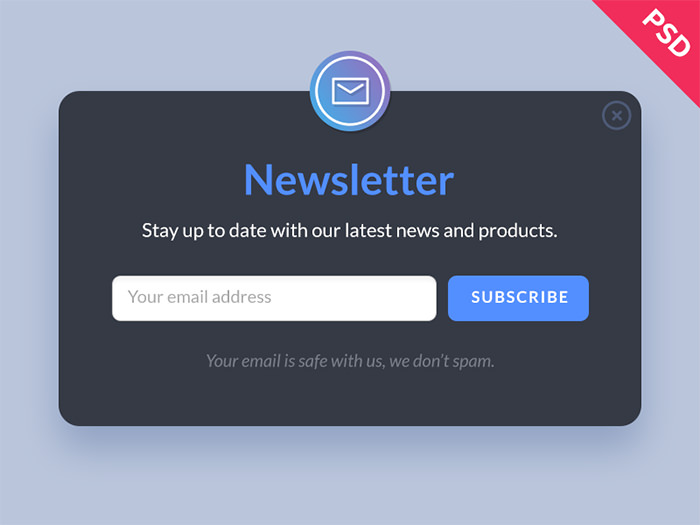 PSD
Newsletter
Stay up to date with our latest news and products.
Your email address
SUBSCRIBE
Your email is safe with us, we don't spam.